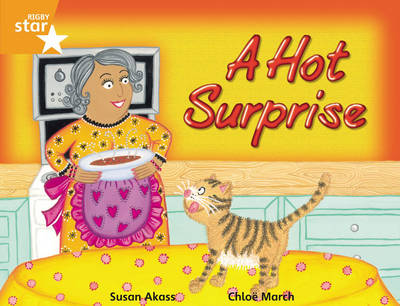 RIGBY
star
A Hot
Surprise
Susan Akass
Chloë March